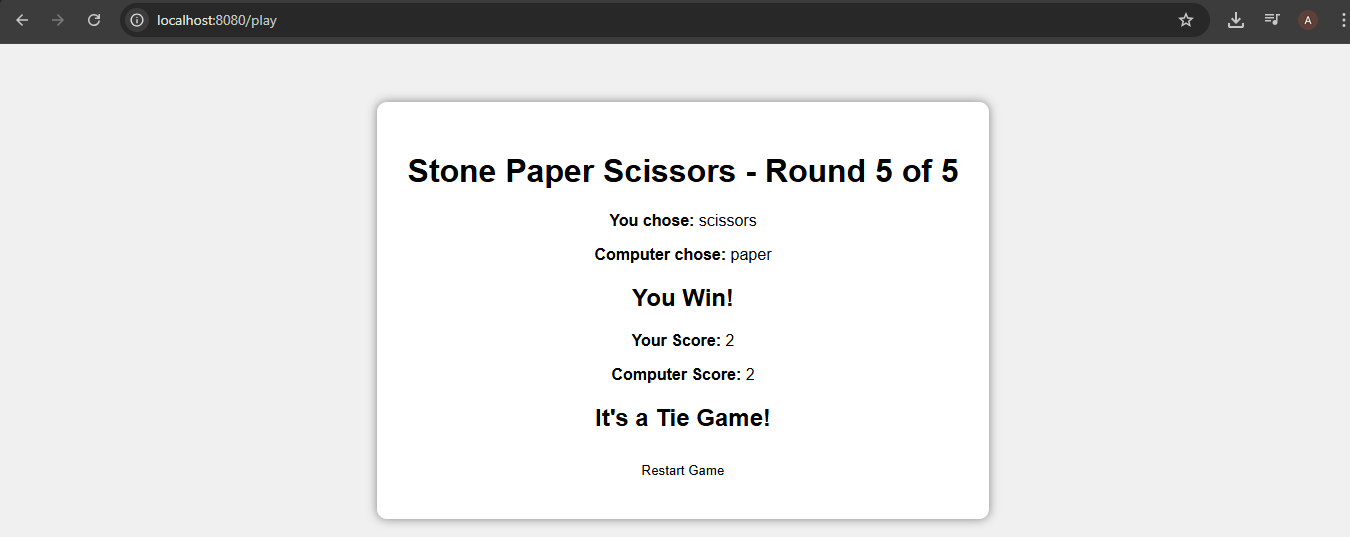 localhost:8080/play
A
Stone Paper Scissors - Round 5 of 5
You chose: scissors
Computer chose: paper
You Win!
Your Score: 2
Computer Score: 2
It's a Tie Game!
Restart Game